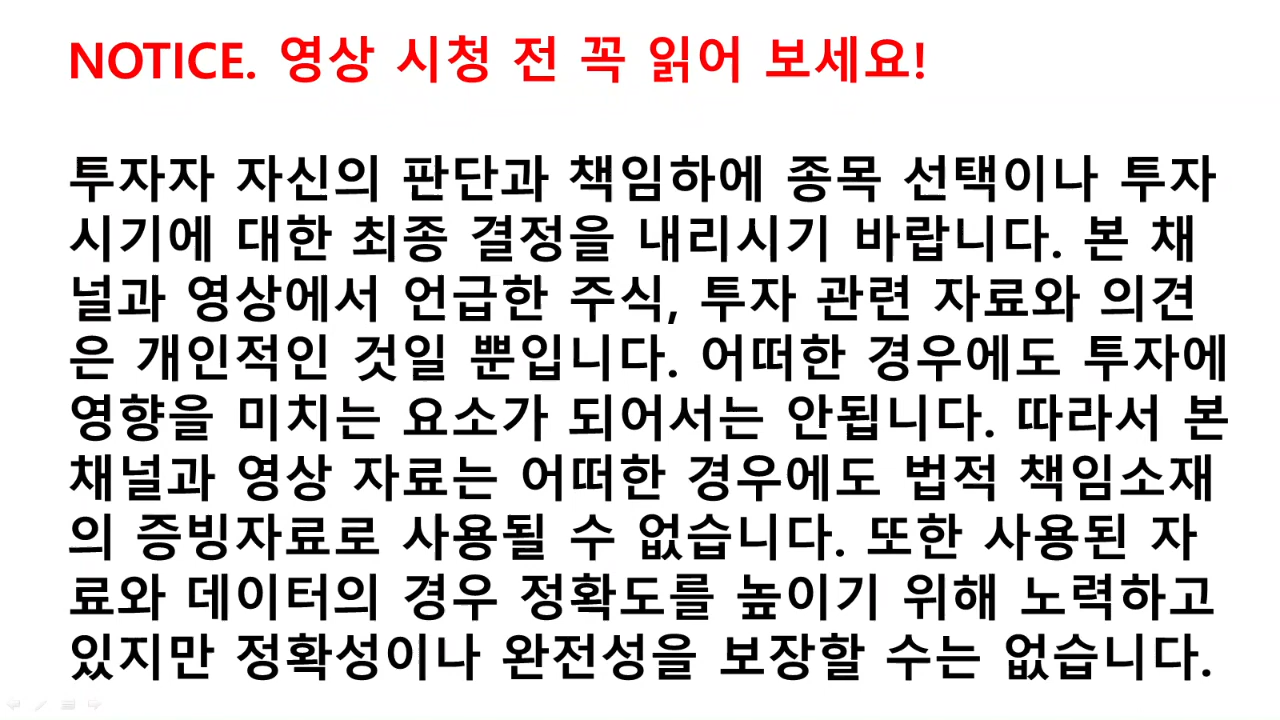 NOTICE. 영상 시청 전 꼭 읽어 보세요!
투자자 자신의 판단과 책임하에 종목 선택이나 투자
시기에 대한 최종 결정을 내리시기 바랍니다. 본 채
널과 영상에서 언급한 주식, 투자 관련 자료와 의견
은 개인적인 것일 뿐입니다. 어떠한 경우에도 투자에
영향을 미치는 요소가 되어서는 안됩니다. 따라서 본
채널과 영상 자료는 어떠한 경우에도 법적 책임소재
의 증빙자료로 사용될 수 없습니다. 또한 사용된 자
료와 데이터의 경우 정확도를 높이기 위해 노력하고
있지만 정확성이나 완전성을 보장할 수는 없습니다.